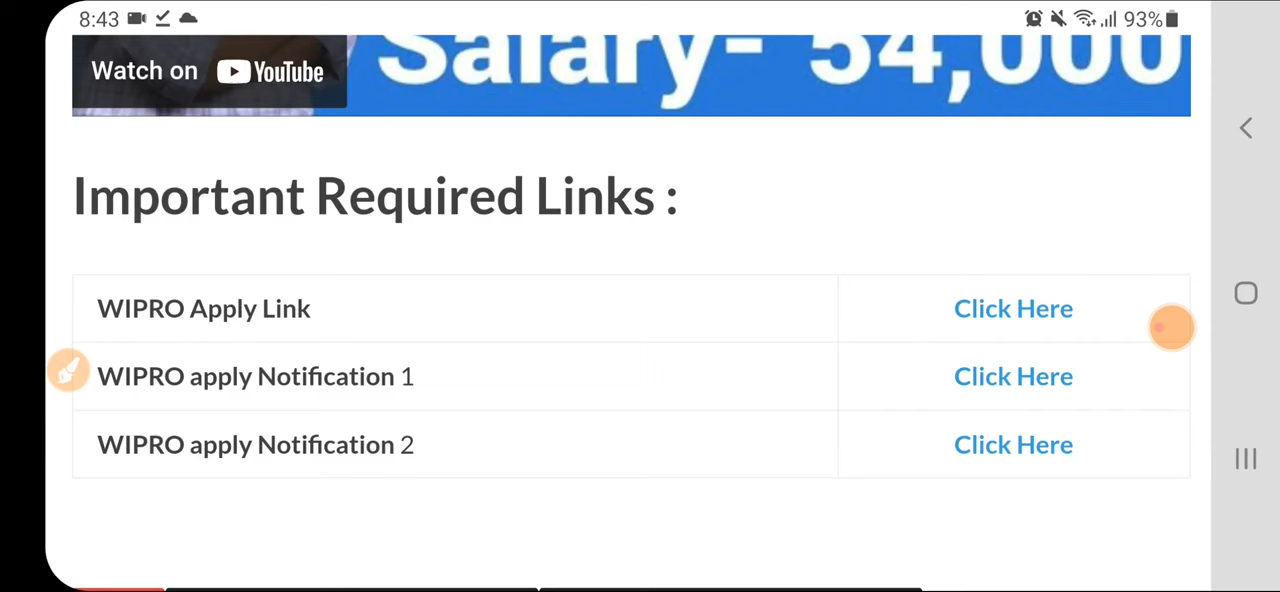 8:43 93%
Watch on YouTube Salary- 54,000
Important Required Links :
WIPRO Apply Link Click Here
WIPRO apply Notification 1 Click Here
WIPRO apply Notification 2 Click Here